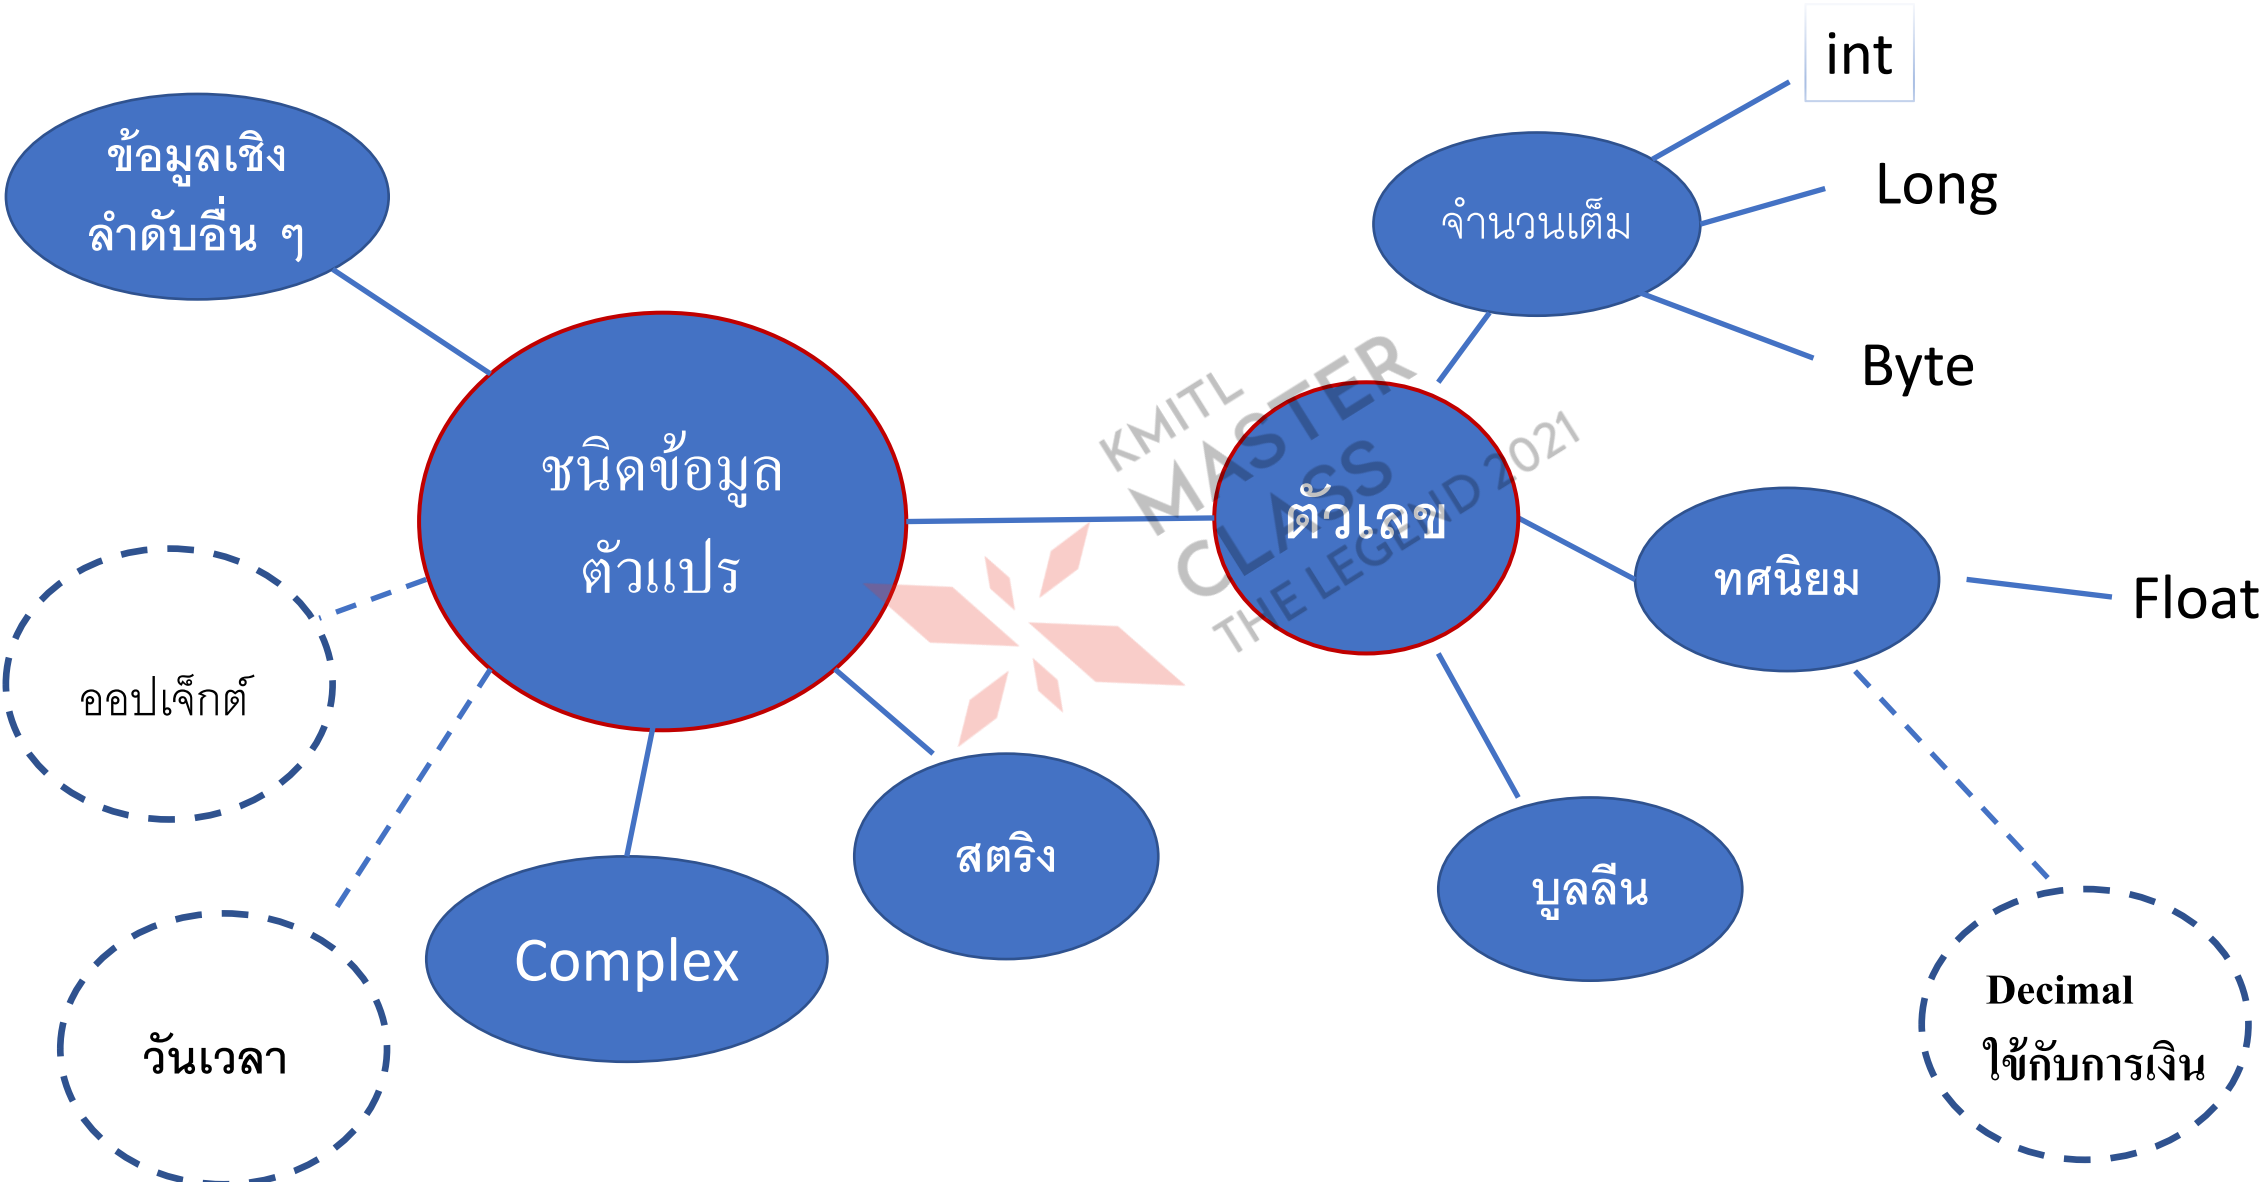 int
ข้อมูลเชิง
ลำดับอื่น ๆ
Long
จำนวนเต็ม
Byte
ชนิดข้อมูล
ตัวแปร
KMITL
MASTER
CLASS
THE LEGEND 2021
ตัวเลข
ทศนิยม
Float
ออปเจ็กต์
สตริง
บูลลีน
Complex
วันเวลา
Decimal
ใช้กับการเงิน